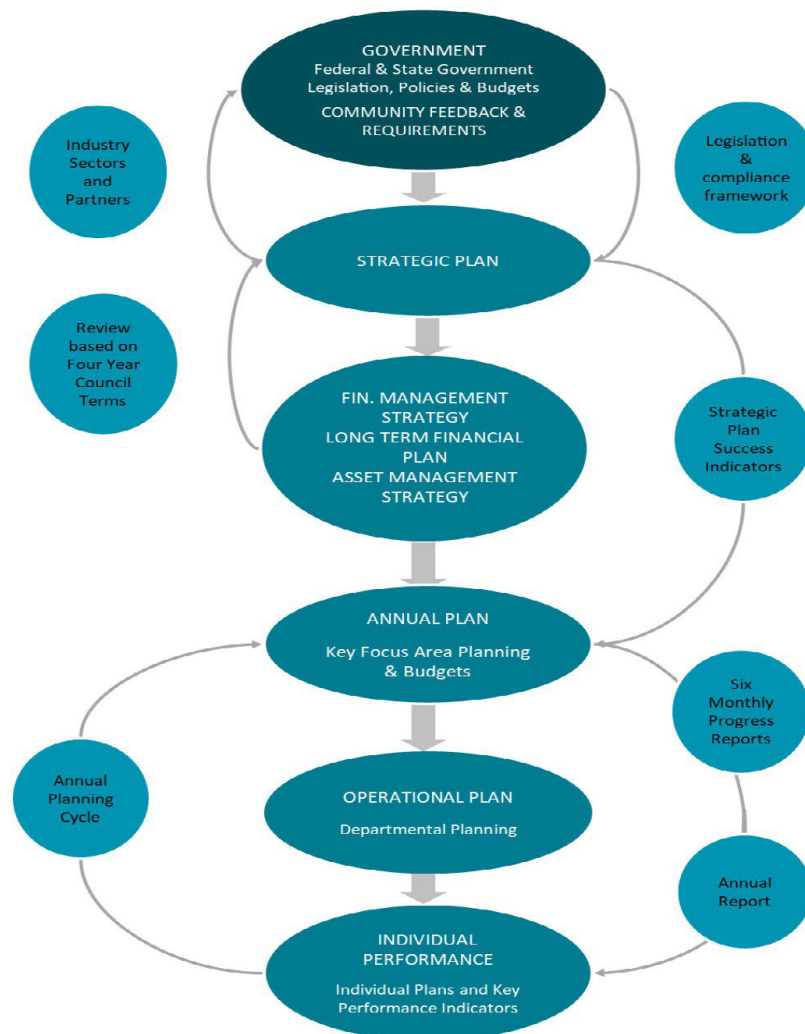 GOVERNMENT
Federal & State Government
Legislation, Policies & Budgets
COMMUNITY FEEDBACK &
REQUIREMENTS
Industry
Sectors
and
Partners
Legislation
&
compliance
framework
STRATEGIC PLAN
Review
based on
Four Year
Council
Terms
FIN. MANAGEMENT
STRATEGY
LONG TERM FINANCIAL
PLAN
ASSET MANAGEMENT
STRATEGY
Strategic
Plan
Success
Indicators
ANNUAL PLAN
Key Focus Area Planning
& Budgets
Six
Monthly
Progress
Reports
Annual
Planning
Cycle
OPERATIONAL PLAN
Departmental Planning
Annual
Report
INDIVIDUAL
PERFORMANCE
Individual Plans and Key
Performance Indicators